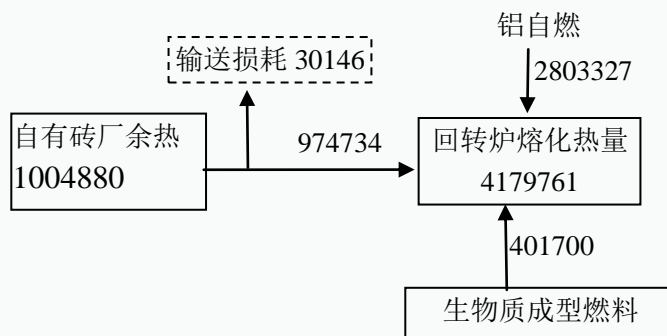 铝自燃
输送损耗 30146
2803327
自有砖厂余热
1004880
974734
回转炉熔化热量
4179761
401700
生物质成型燃料